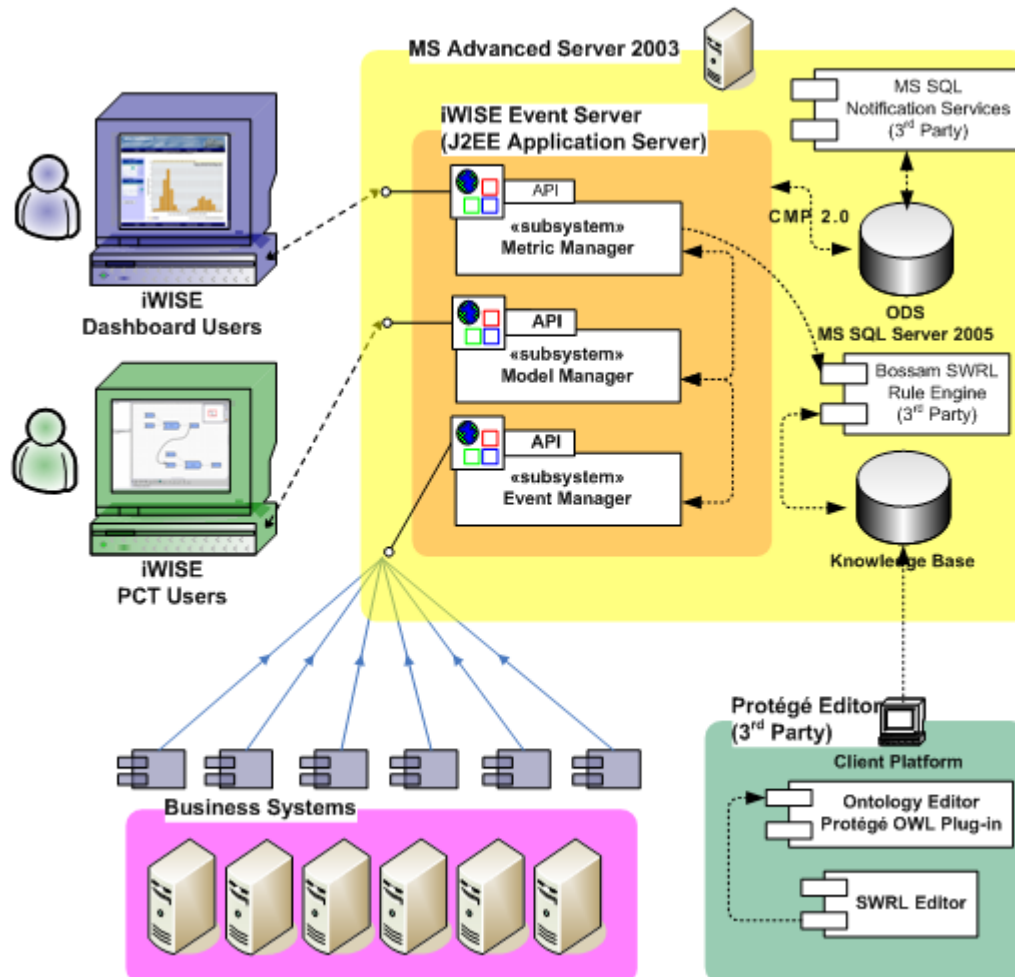 MS Advanced Server 2003
MS SQL
Notification Services
(3rd Party)
iWISE Event Server
(J2EE Application Server)
API
«subsystem»
Metric Manager
CMP 2.0
ODS
MS SQL Server 2005
iWISE
Dashboard Users
API
«subsystem»
Model Manager
Bossam SWRL
Rule Engine
(3rd Party)
API
«subsystem»
Event Manager
Knowledge Base
iWISE
PCT Users
Protégé Editor
(3rd Party)
Client Platform
Ontology Editor
Protégé OWL Plug-in
SWRL Editor
Business Systems